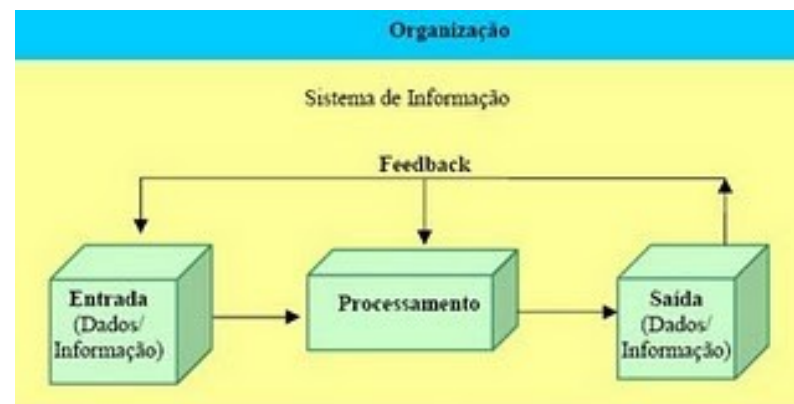 Organização
Sistema de Informação
Feedback
Entrada
(Dados/
Informação)
Processamento
Saída
(Dados/
Informação)